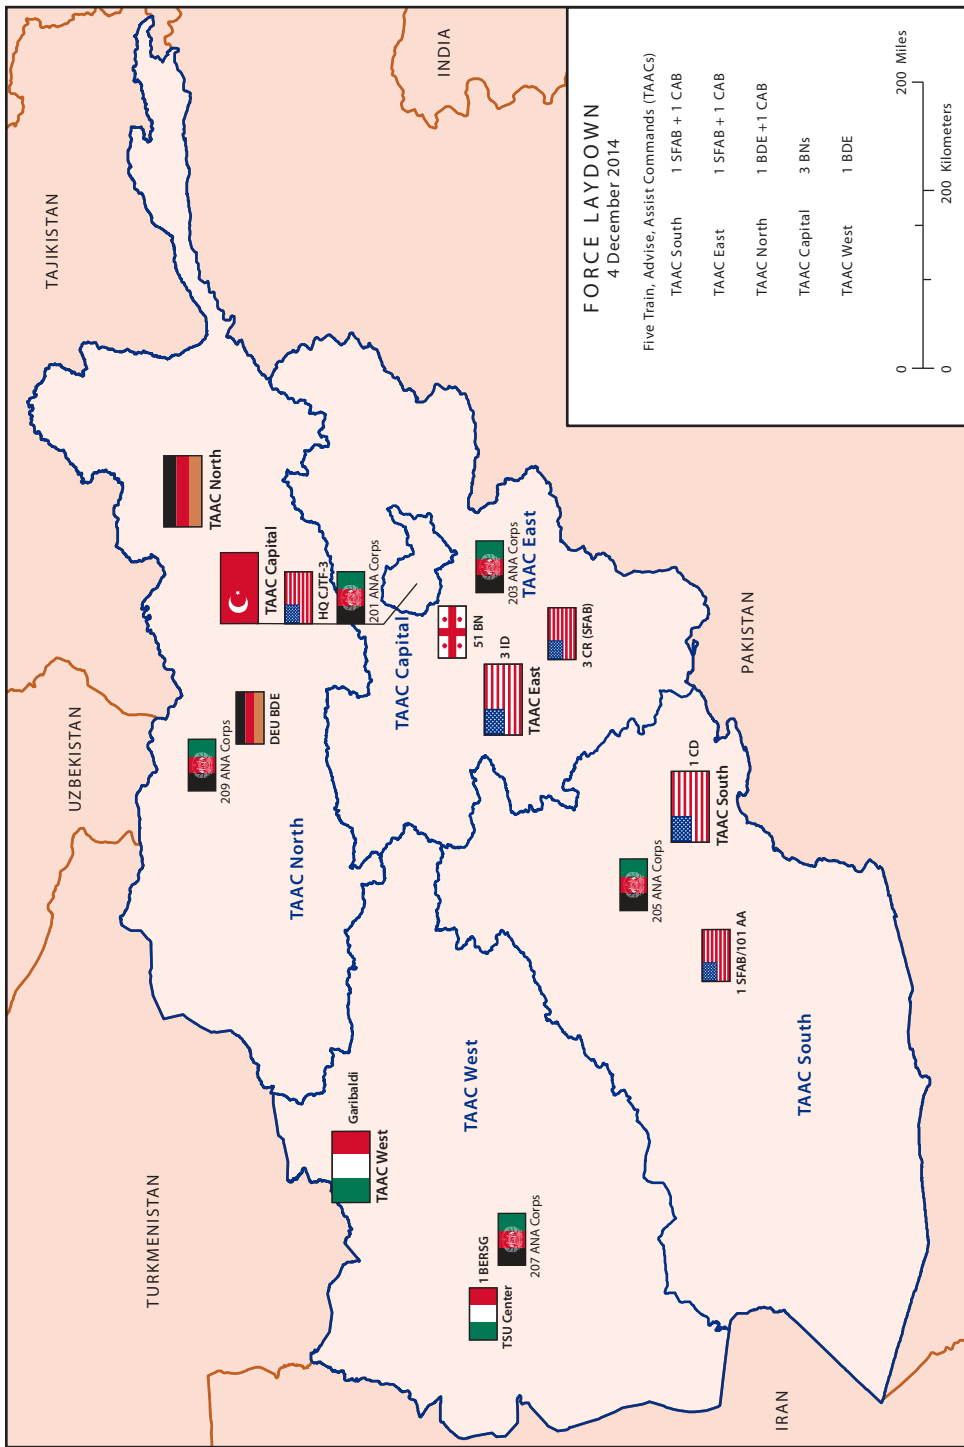 FORCE LAYDOWN
4 December 2014
Five Train, Advise, Assist Commands (TAACs)
TAAC South 1 SFAB + 1 CAB
TAAC East 1 SFAB + 1 CAB
TAAC North 1 BDE +1 CAB
TAAC Capital 3 BNs
TAAC West 1 BDE
0 200 Miles
0 200 Kilometers
TURKMENISTAN
UZBEKISTAN
TAJIKISTAN
INDIA
PAKISTAN
IRAN
TAAC North
209 ANA Corps
DEU BDE
TAAC North
TAAC Capital
HQ CJTF-3
201 ANA Corps
TAAC Capital
51 BN
203 ANA Corps
TAAC East
3 ID
TAAC East
3 CR (SFAB)
Garibaldi
TAAC West
TAAC West
1 BERSG
TSU Center
207 ANA Corps
205 ANA Corps
1 CD
TAAC South
1 SFAB/101 AA
TAAC South